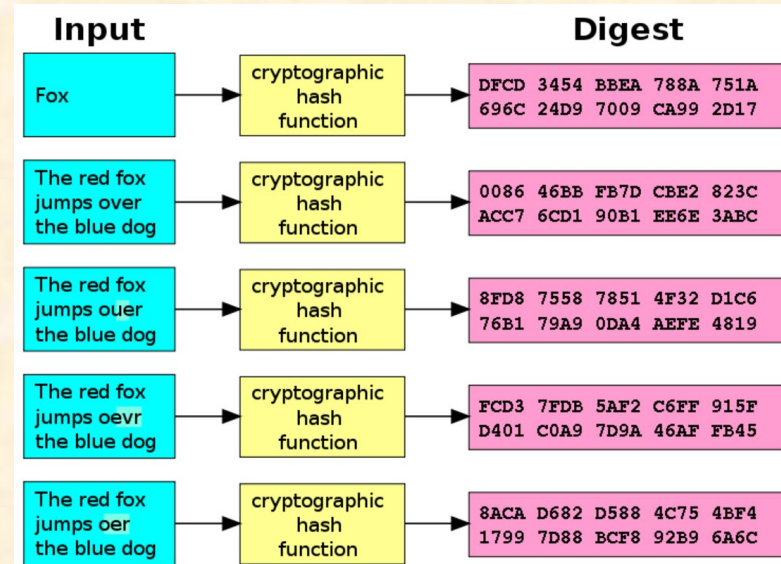 Input
Digest
Fox
cryptographic
hash
function
DFCD 3454 BBEA 788A 751A
696C 24D9 7009 CA99 2D17
The red fox
jumps over
the blue dog
cryptographic
hash
function
0086 46BB FB7D CBE2 823C
ACC7 6CD1 90B1 EE6E 3ABC
The red fox
jumps ouer
the blue dog
cryptographic
hash
function
8FD8 7558 7851 4F32 D1C6
76B1 79A9 0DA4 AEFE 4819
The red fox
jumps oevr
the blue dog
cryptographic
hash
function
FCD3 7FDB 5AF2 C6FF 915F
D401 C0A9 7D9A 46AF FB45
The red fox
jumps oer
the blue dog
cryptographic
hash
function
8ACA D682 D588 4C75 4BF4
1799 7D88 BCF8 92B9 6A6C